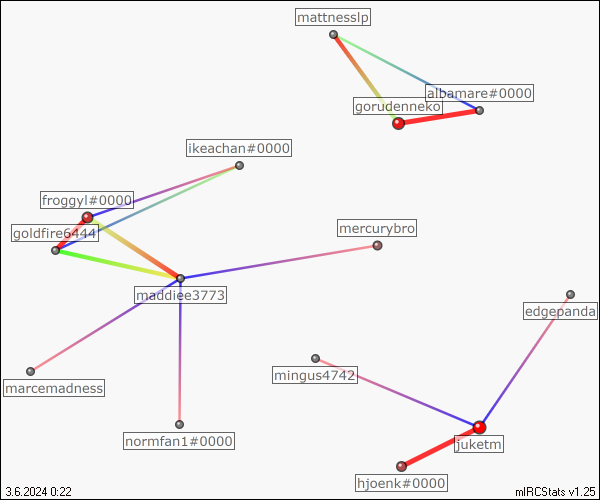 mattnesslp
albamare#0000
gorudenneko
ikeachan#0000
froggyl#0000
goldfire6444
mercurybro
maddiee3773
edgepanda
mingus4742
marcemadness
normfan1#0000
juketm
hjoenk#0000
3.6.2024 0:22
mIRCStats v1.25